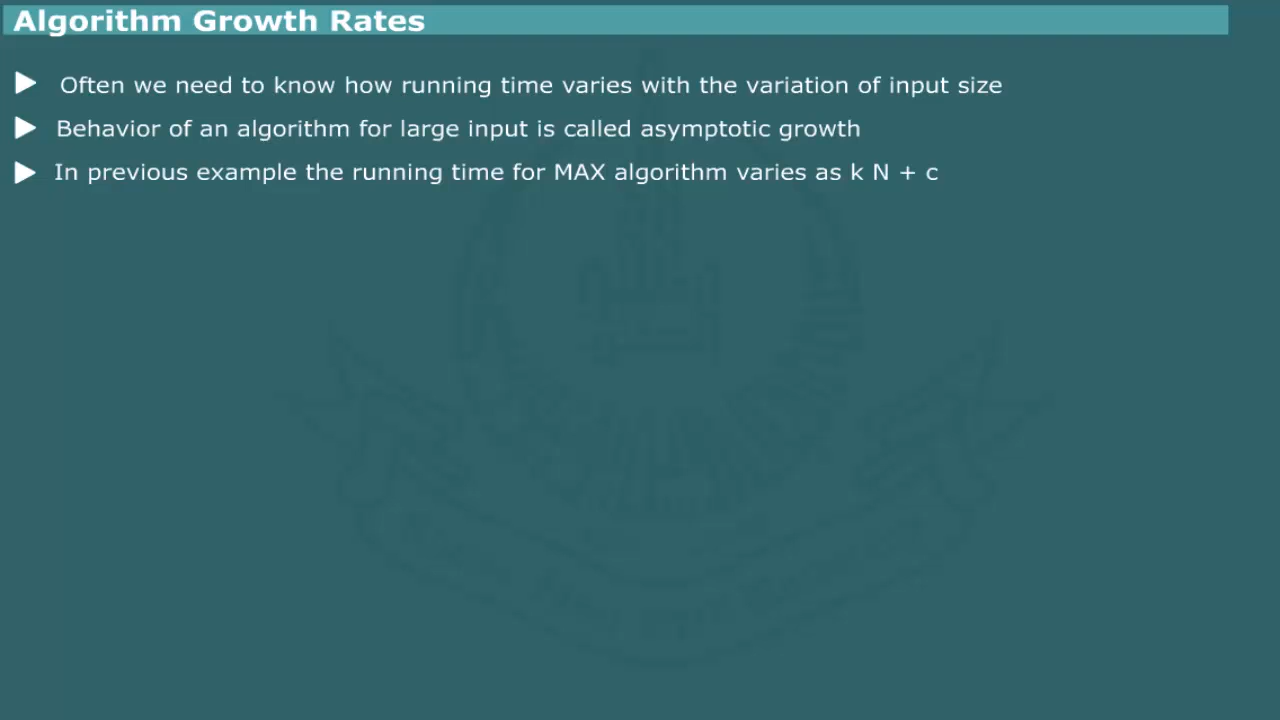 Algorithm Growth Rates
Often we need to know how running time varies with the variation of input size
Behavior of an algorithm for large input is called asymptotic growth
In previous example the running time for MAX algorithm varies as k N + c